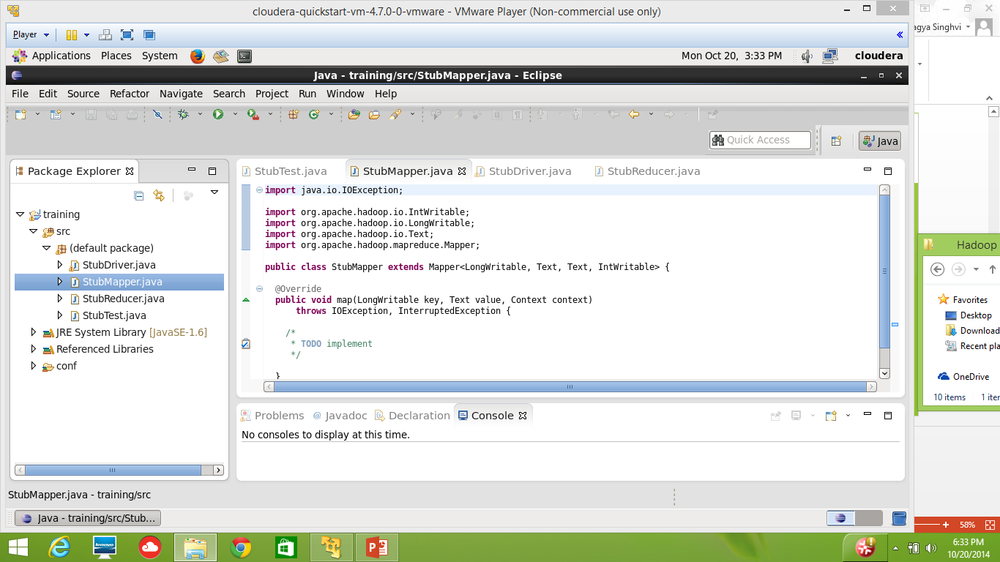 cloudera-quickstart-vm-4.7.0-0-vmware - VMware Player (Non-commercial use only)
agya Singhvi
Player
Applications Places System
Mon Oct 20, 3:33 PM
cloudera
Java - training/src/StubMapper.java - Eclipse
File Edit Source Refactor Navigate Search Project Run Window Help
Quick Access
Java
Package Explorer
StubTest.java
StubMapper.java
StubDriver.java
StubReducer.java
training
src
(default package)
StubDriver.java
StubMapper.java
StubReducer.java
StubTest.java
JRE System Library [JavaSE-1.6]
Referenced Libraries
conf
import java.io.IOException;
import org.apache.hadoop.io.IntWritable;
import org.apache.hadoop.io.LongWritable;
import org.apache.hadoop.io.Text;
import org.apache.hadoop.mapreduce.Mapper;
public class StubMapper extends Mapper<LongWritable, Text, Text, IntWritable> {
@Override
public void map(LongWritable key, Text value, Context context)
throws IOException, InterruptedException {
/*
* TODO implement
*/
}
Problems
@ Javadoc
Declaration
Console
No consoles to display at this time.
StubMapper.java - training/src
Java - training/src/Stub...
Hadoop
Favorites
Desktop
Download
Recent pla
OneDrive
10 items 1 iter
58%
lenovo
6:33 PM
10/20/2014